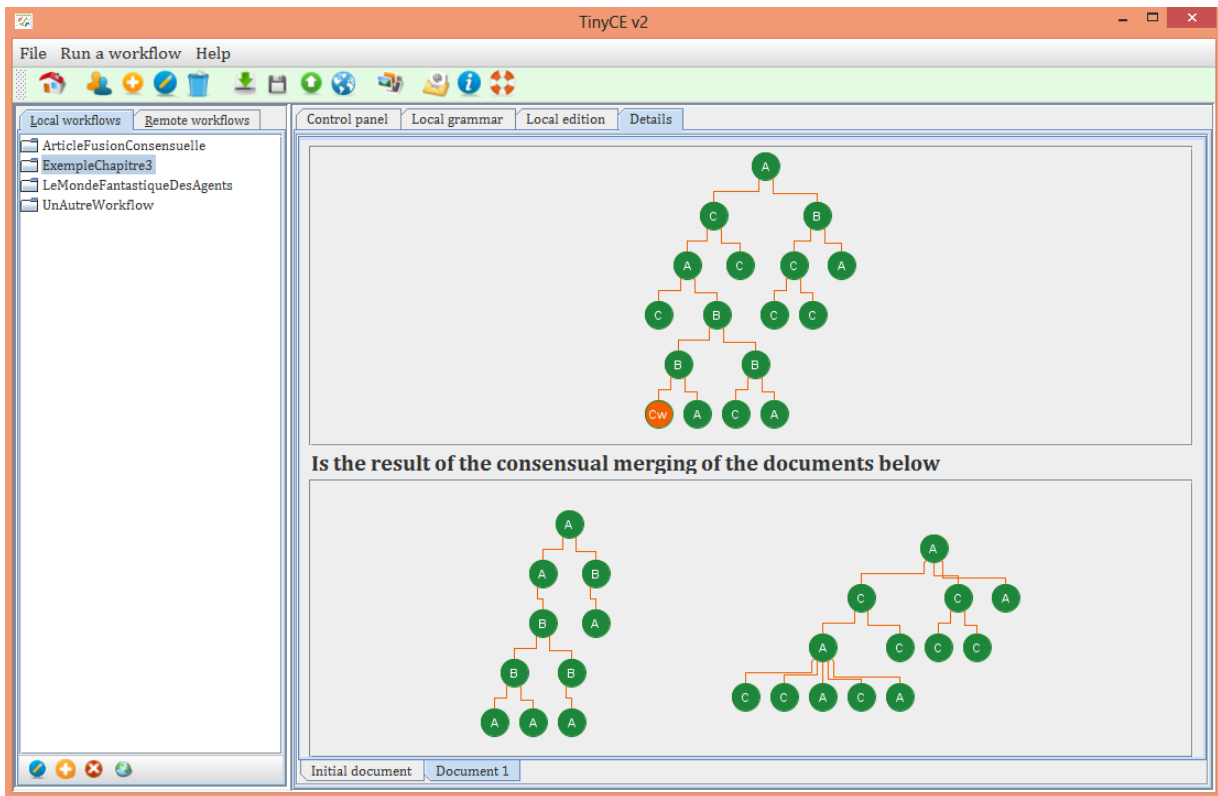 TinyCE v2
File Run a workflow Help
Local workflows Remote workflows
Control panel Local grammar Local edition Details
ArticleFusionConsensuelle
ExempleChapitre3
LeMondeFantastiqueDesAgents
UnAutreWorkflow
A
C B
A C C A
C B C C
B B
Cw A C A
Is the result of the consensual merging of the documents below
A
A B
B A
B B
A A A
A
C C A
A C C C
C C A C A
Initial document Document 1